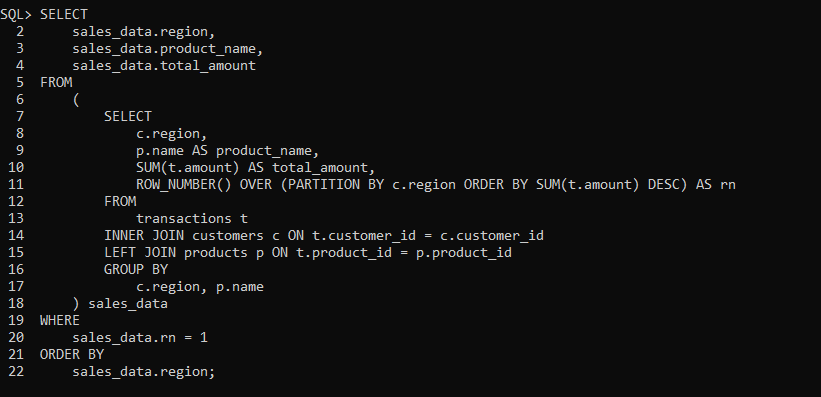 SQL> SELECT
  2      sales_data.region,
  3      sales_data.product_name,
  4      sales_data.total_amount
  5  FROM
  6      (
  7          SELECT
  8              c.region,
  9              p.name AS product_name,
 10              SUM(t.amount) AS total_amount,
 11              ROW_NUMBER() OVER (PARTITION BY c.region ORDER BY SUM(t.amount) DESC) AS rn
 12          FROM
 13              transactions t
 14          INNER JOIN customers c ON t.customer_id = c.customer_id
 15          LEFT JOIN products p ON t.product_id = p.product_id
 16          GROUP BY
 17              c.region, p.name
 18      ) sales_data
 19  WHERE
 20      sales_data.rn = 1
 21  ORDER BY
 22      sales_data.region;